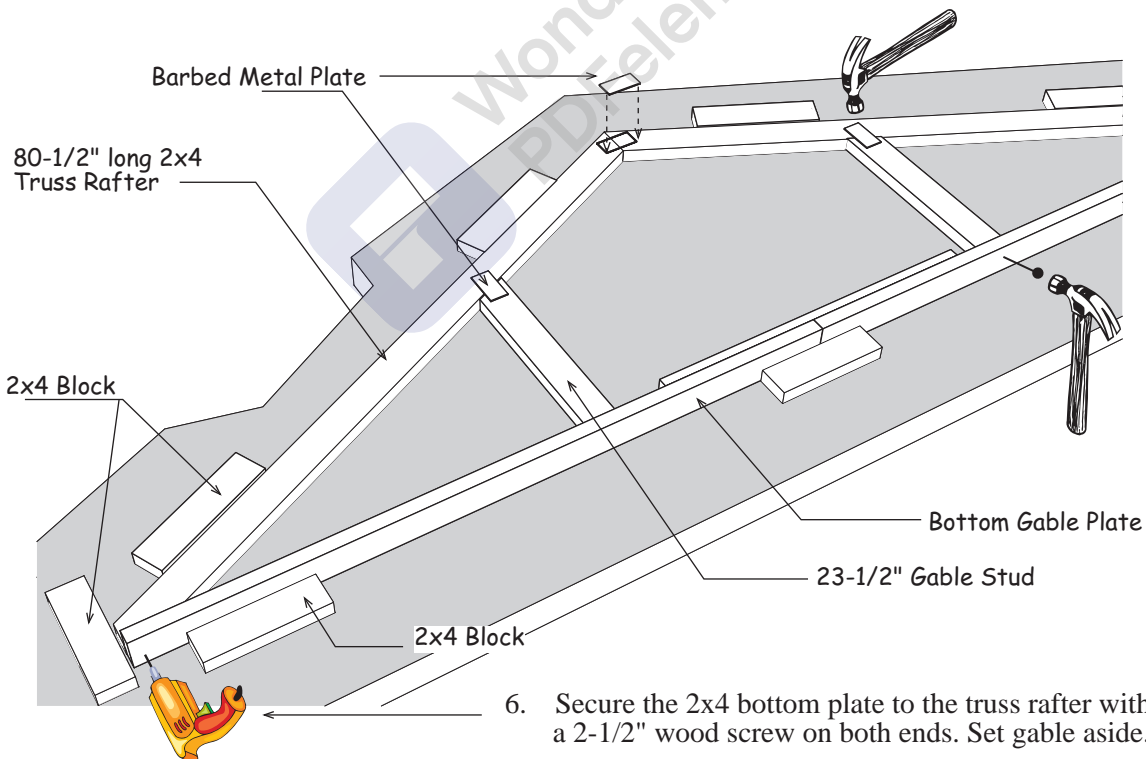 Barbed Metal Plate
80-1/2" long 2x4
Truss Rafter
2x4 Block
Bottom Gable Plate
23-1/2" Gable Stud
2x4 Block
6. Secure the 2x4 bottom plate to the truss rafter with
a 2-1/2" wood screw on both ends. Set gable aside.